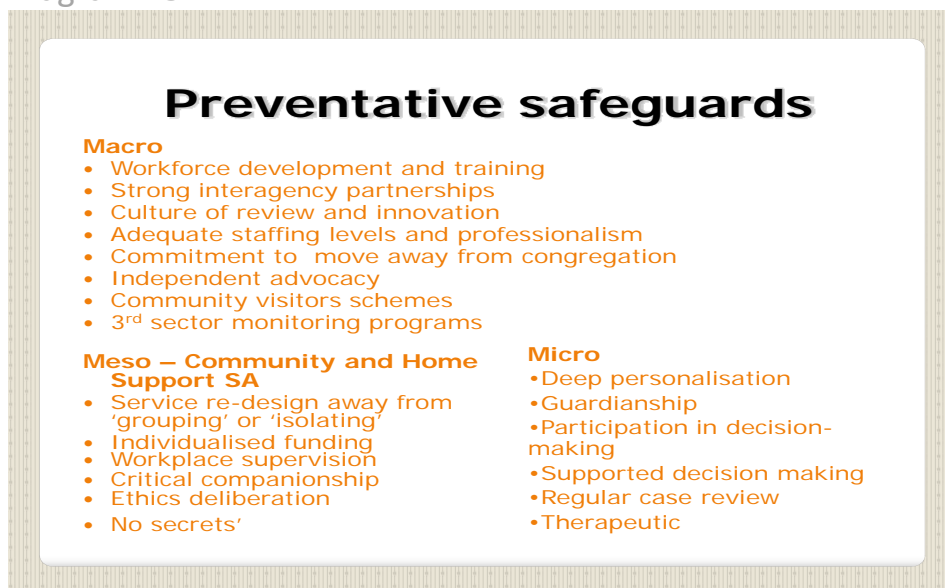 Preventative safeguards
Macro
• Workforce development and training
• Strong interagency partnerships
• Culture of review and innovation
• Adequate staffing levels and professionalism
• Commitment to move away from congregation
• Independent advocacy
• Community visitors schemes
• 3rd sector monitoring programs
Meso – Community and Home
Support SA
• Service re-design away from
‘grouping’ or ‘isolating’
• Individualised funding
• Workplace supervision
• Critical companionship
• Ethics deliberation
• No secrets’
Micro
•Deep personalisation
•Guardianship
•Participation in decision-
making
•Supported decision making
•Regular case review
•Therapeutic